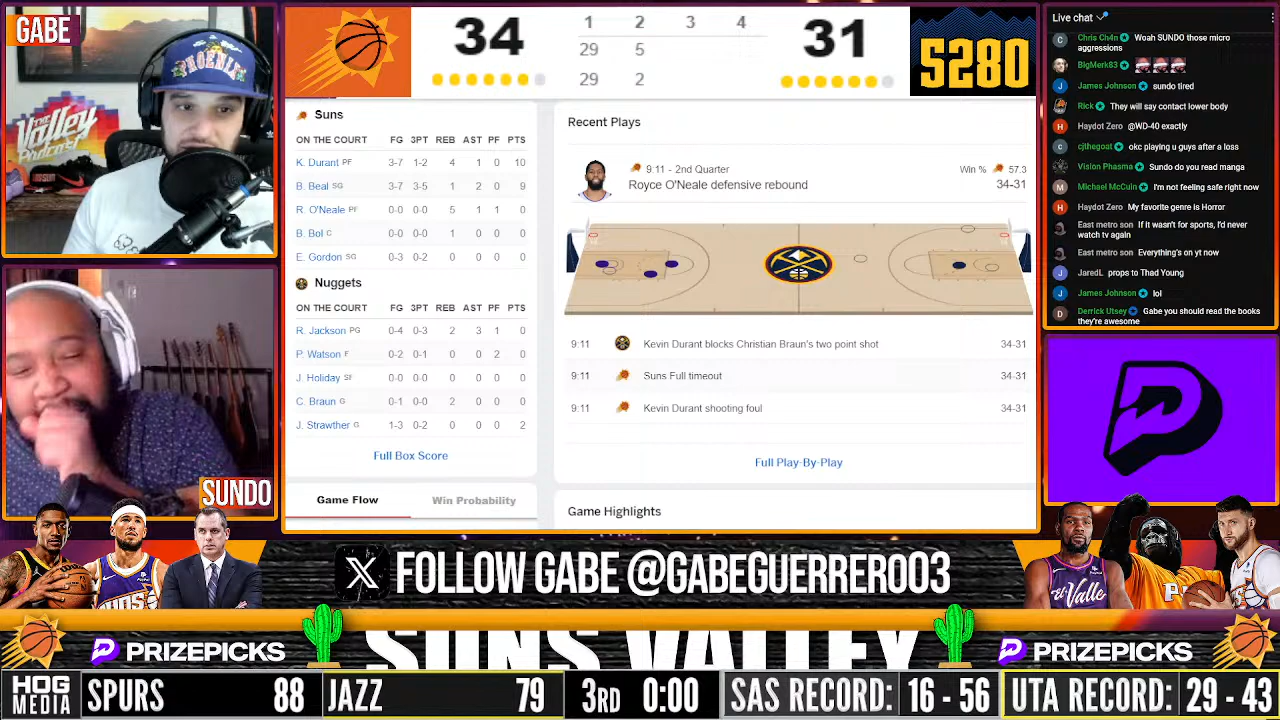 GABE
PHOENIX
The Valley
Podcast
SUNDO
34
1 2 3 4
29 5
29 2
31
5280
Suns
ON THE COURT FG 3PT REB AST PF PTS
K. Durant PF 3-7 1-2 4 1 0 10
B. Beal SG 3-7 3-5 1 2 0 9
R. O'Neale PF 0-0 0-0 5 1 1 0
B. Bol C 0-0 0-0 1 0 0 0
E. Gordon SG 0-3 0-2 0 0 0 0
Nuggets
ON THE COURT FG 3PT REB AST PF PTS
R. Jackson PG 0-4 0-3 2 3 1 0
P. Watson F 0-2 0-1 0 0 2 0
J. Holiday SF 0-0 0-0 0 0 0 0
C. Braun G 0-1 0-0 2 0 0 0
J. Strawther G 1-3 0-2 0 0 0 2
Full Box Score
Game Flow Win Probability
Recent Plays
9:11 - 2nd Quarter
Royce O'Neale defensive rebound
Win % 57.3
34-31
9:11 Kevin Durant blocks Christian Braun's two point shot 34-31
9:11 Suns Full timeout 34-31
9:11 Kevin Durant shooting foul 34-31
Full Play-By-Play
Game Highlights
Live chat
Chris Ch4n Woah SUNDO those micro
aggressions
BigMerk83
James Johnson sundo tired
Rick They will say contact lower body
Haydot Zero @WD-40 exactly
cjthegoat okc playing u guys after a loss
Vision Phasma Sundo do you read manga
Michael McCuin I'm not feeling safe right now
Haydot Zero My favorite genre is Horror
East metro son If it wasn't for sports, I'd never
watch tv again
East metro son Everything's on yt now
JaredL props to Thad Young
James Johnson lol
Derrick Utsey Gabe you should read the books
they're awesome
X FOLLOW GABE @GABEGUERRERO03
PRIZEPICKS
SUNS VALLEY
PRIZEPICKS
HOG
MEDIA
SPURS 88 JAZZ 79 3RD 0:00 SAS RECORD: 16 - 56 UTA RECORD: 29 - 43